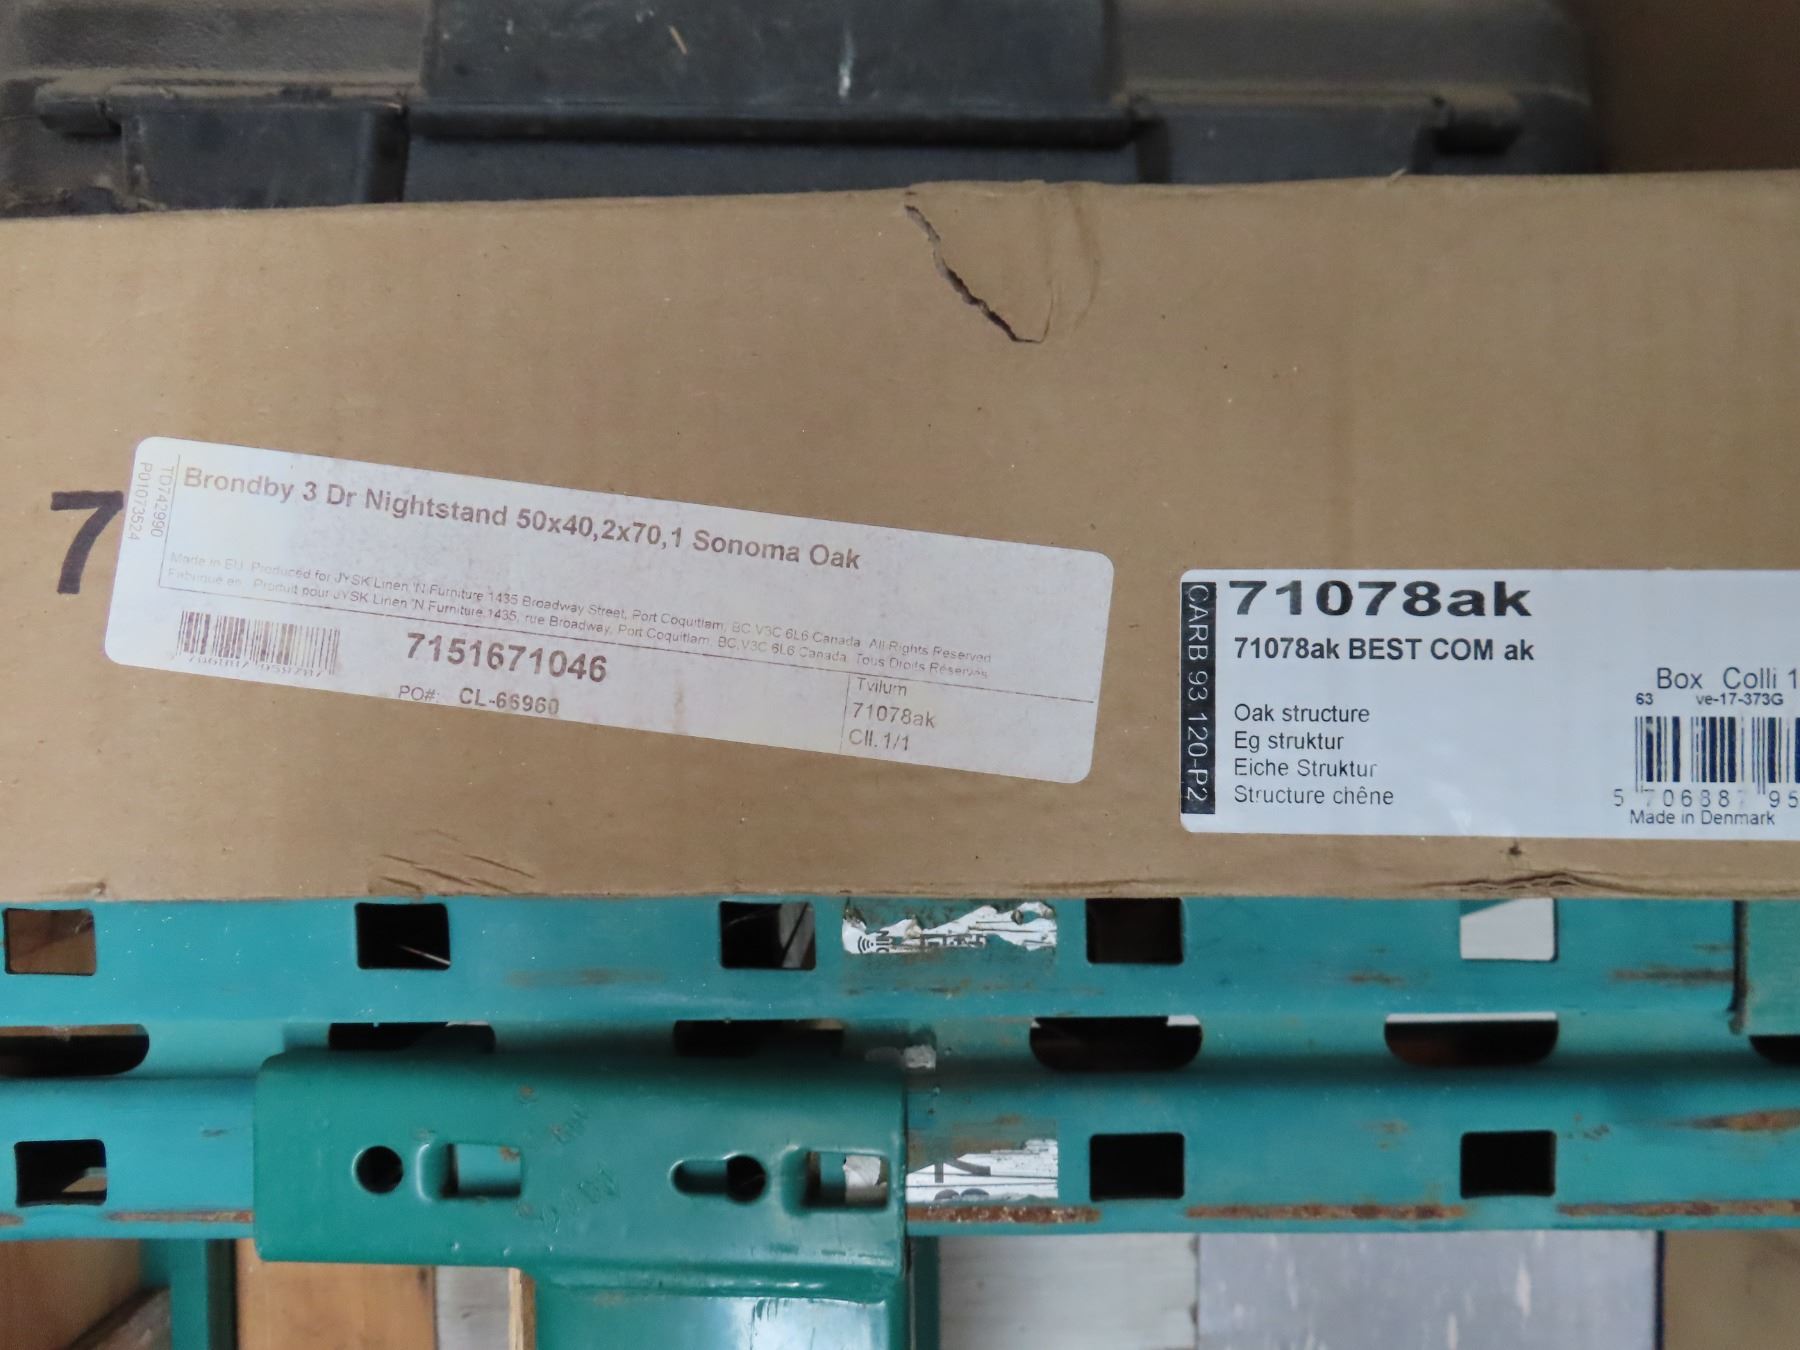 7
TD742990
P01073524
Brondby 3 Dr Nightstand 50x40,2x70,1 Sonoma Oak
Made in EU Produced for JYSK Linen 'N Furniture 1435 Broadway Street, Port Coquitlam, BC V3C 6L6 Canada All Rights Reserved
Fabriqué en Produit pour JYSK Linen 'N Furniture.1435, rue Broadway, Port Coquitlam, BC,V3C 6L6 Canada Tous Droits Réservés
7151671046
PO#: CL-66960
Tvilum
71078ak
Cll. 1/1
CARB 93 120-P2
71078ak
71078ak BEST COM ak
Oak structure
Eg struktur
Eiche Struktur
Structure chêne
Box Colli 1
63 ve-17-373G
5 706887 95
Made in Denmark